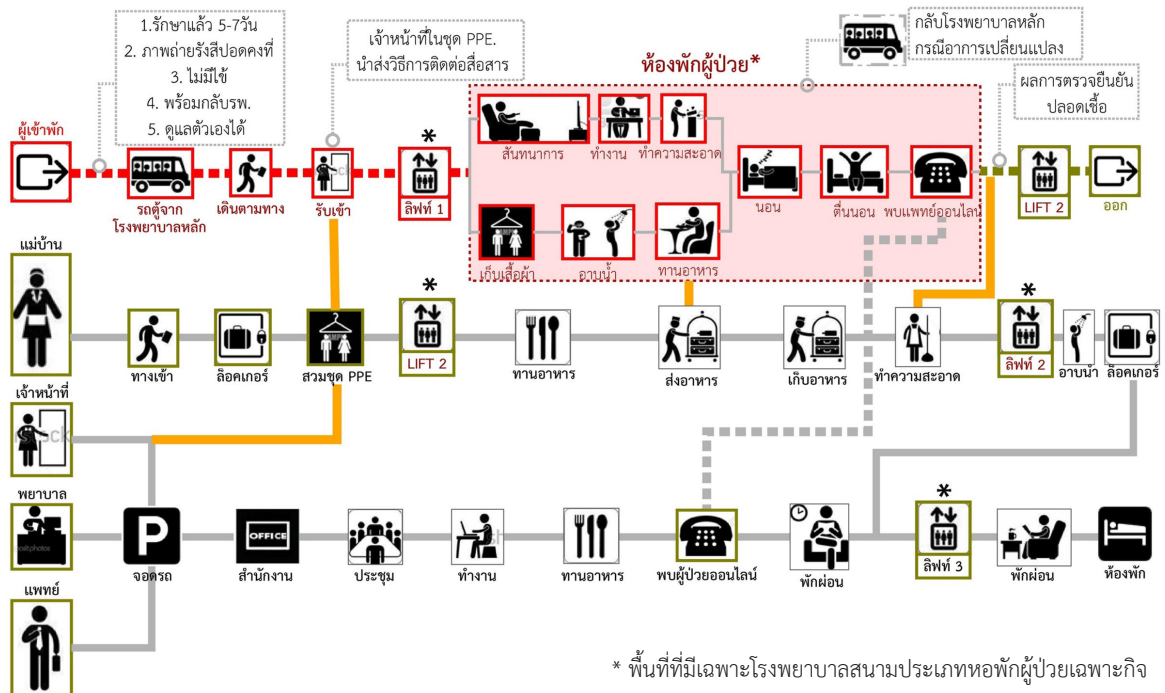 1.รักษาแล้ว 5-7วัน
2. ภาพถ่ายรังสีปอดคงที่
3. ไม่มีไข้
4. พร้อมกลับรพ.
5. ดูแลตัวเองได้
เจ้าหน้าที่ในชุด PPE.
นำส่งวิธีการติดต่อสื่อสาร
กลับโรงพยาบาลหลัก
กรณีอาการเปลี่ยนแปลง
ห้องพักผู้ป่วย*
ผลการตรวจยืนยัน
ปลอดเชื้อ
ผู้เข้าพัก
*
สันทนาการ
ทำงาน
ทำความสะอาด
รถตู้จาก
โรงพยาบาลหลัก
เดินตามทาง
รับเข้า
ลิฟท์ 1
นอน
ตื่นนอน
พบแพทย์ออนไลน์
LIFT 2
ออก
เก็บเสื้อผ้า
อาบน้ำ
ทานอาหาร
แม่บ้าน
*
*
ทางเข้า
ล็อคเกอร์
สวมชุด PPE
LIFT 2
ทานอาหาร
ส่งอาหาร
เก็บอาหาร
ทำความสะอาด
ลิฟท์ 2
อาบน้ำ
ล็อคเกอร์
เจ้าหน้าที่
พยาบาล
*
P
OFFICE
จอดรถ
สำนักงาน
ประชุม
ทำงาน
ทานอาหาร
พบผู้ป่วยออนไลน์
พักผ่อน
ลิฟท์ 3
พักผ่อน
ห้องพัก
แพทย์
* พื้นที่ที่มีเฉพาะโรงพยาบาลสนามประเภทหอพักผู้ป่วยเฉพาะกิจ